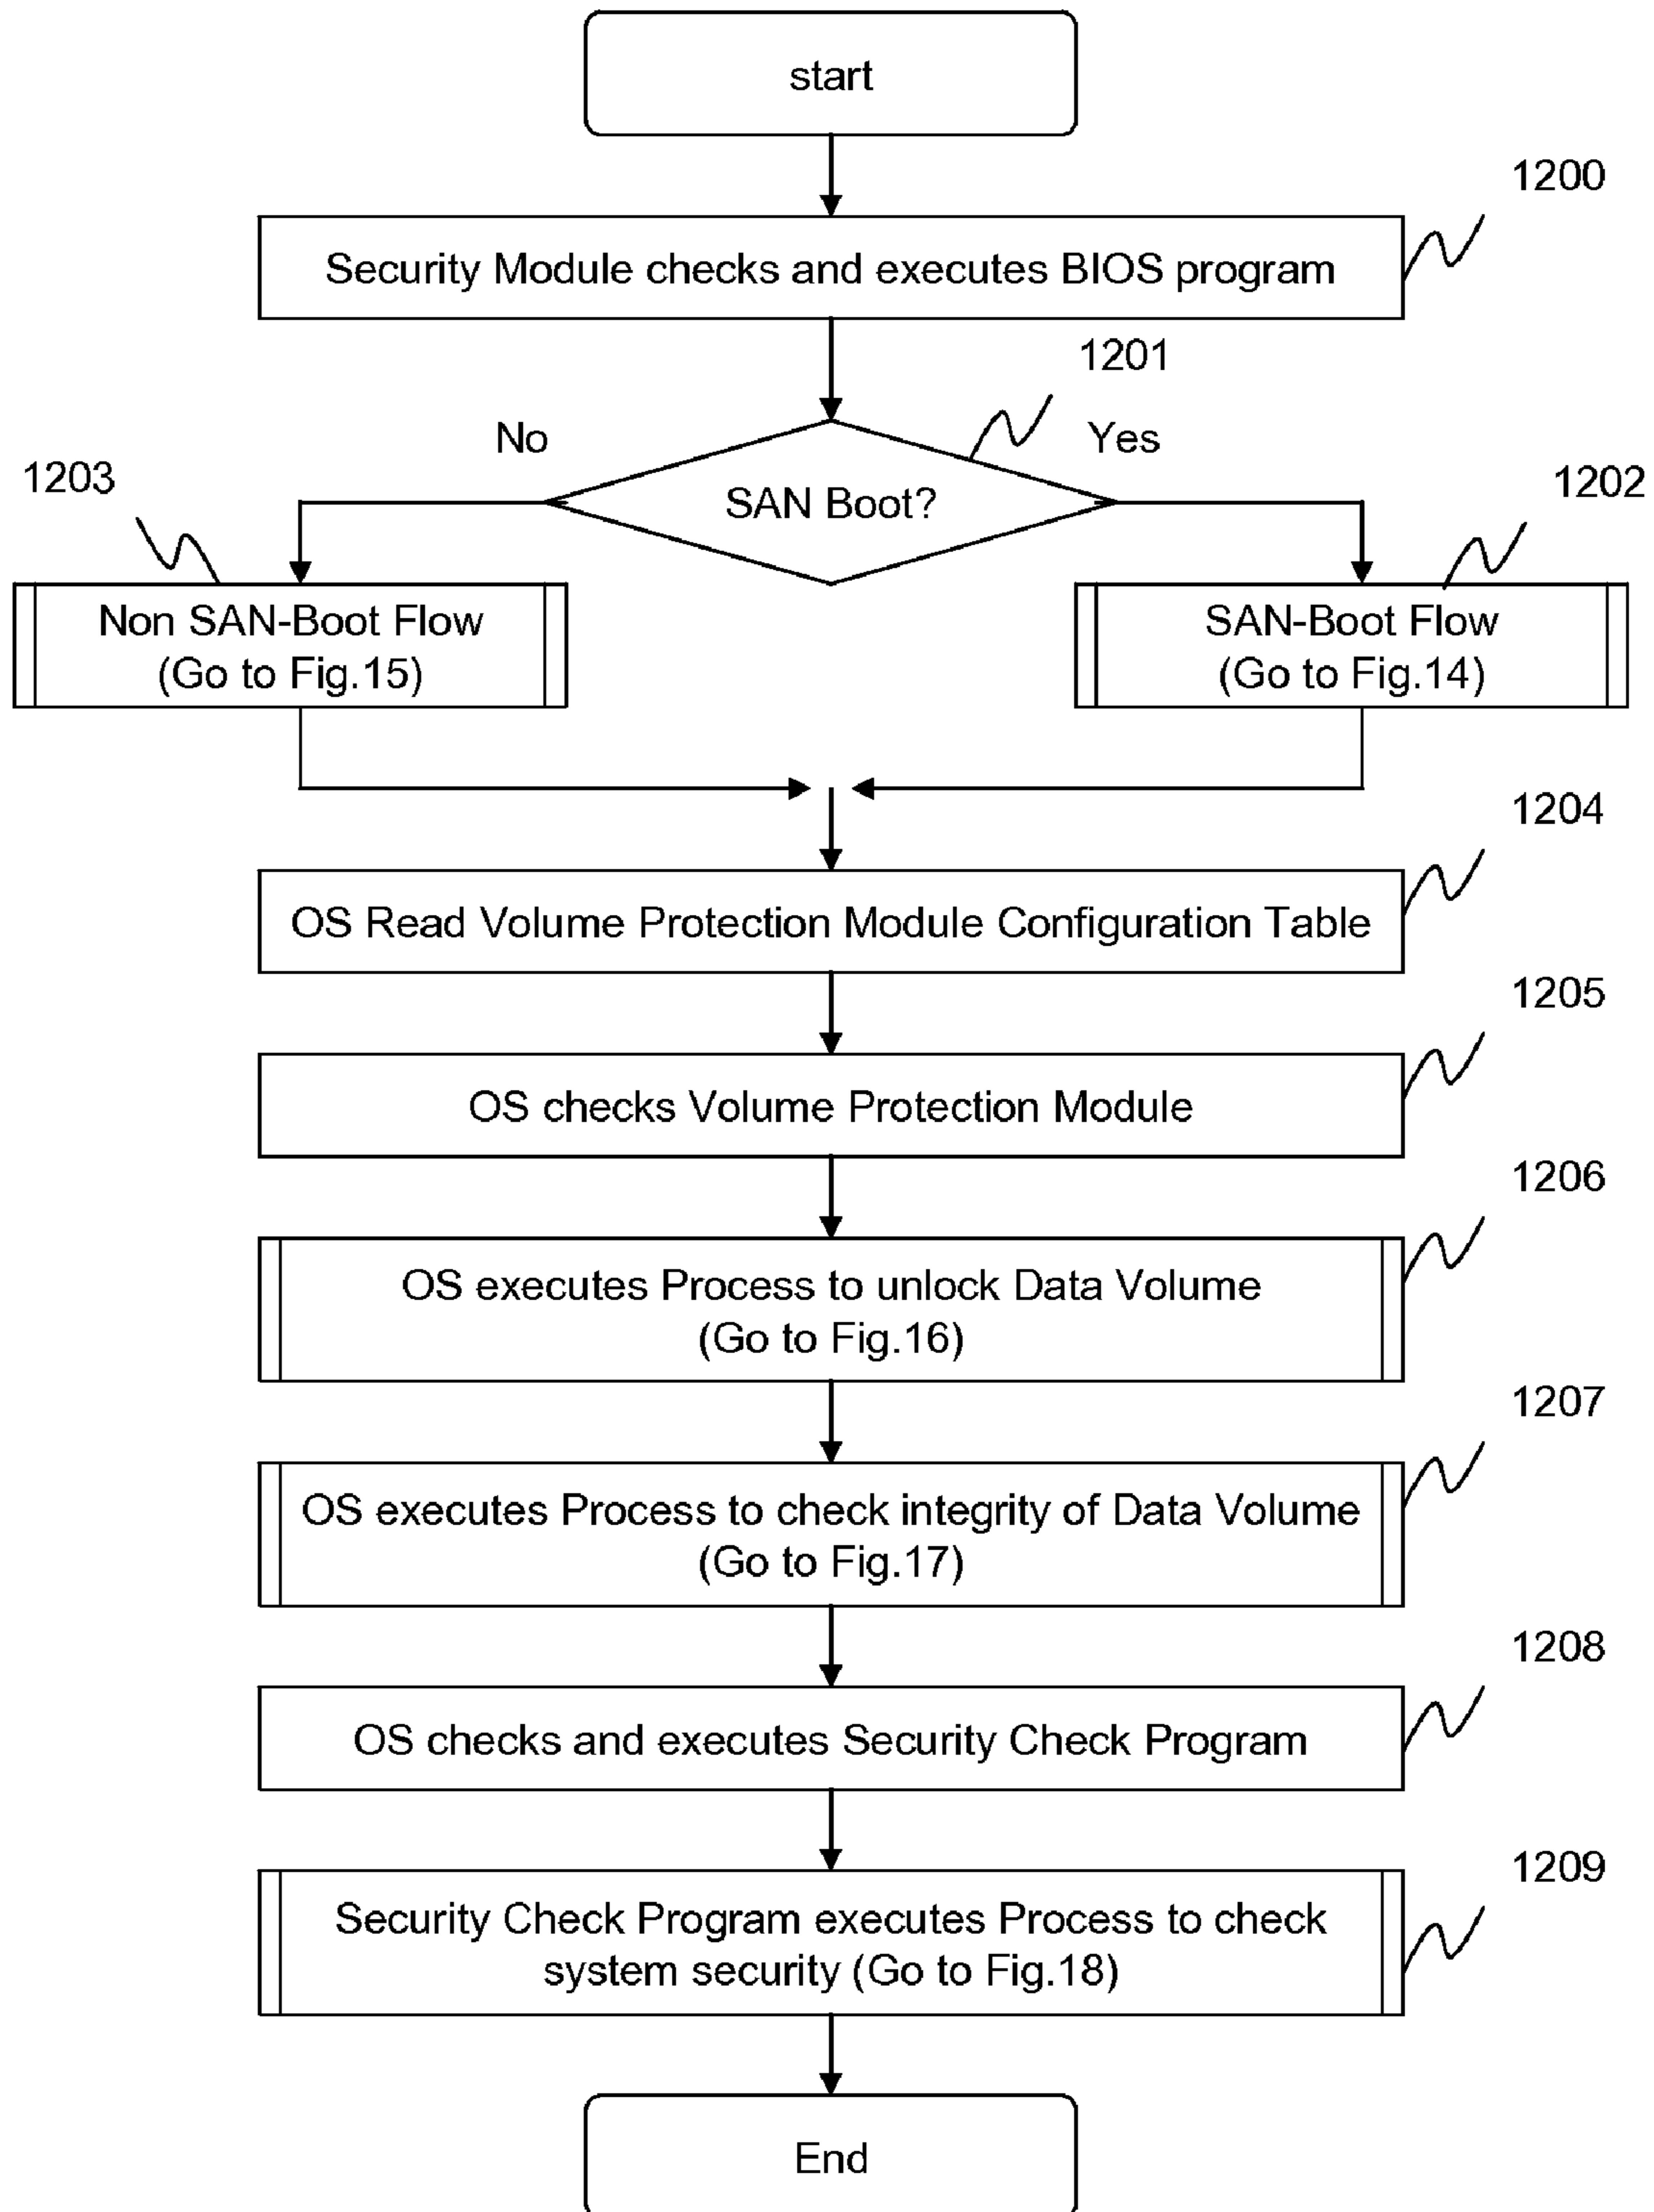 start
1200
Security Module checks and executes BIOS program
1201
No
Yes
1203
SAN Boot?
1202
Non SAN-Boot Flow
(Go to Fig.15)
SAN-Boot Flow
(Go to Fig.14)
1204
OS Read Volume Protection Module Configuration Table
1205
OS checks Volume Protection Module
1206
OS executes Process to unlock Data Volume
(Go to Fig.16)
1207
OS executes Process to check integrity of Data Volume
(Go to Fig.17)
1208
OS checks and executes Security Check Program
1209
Security Check Program executes Process to check
system security (Go to Fig.18)
End